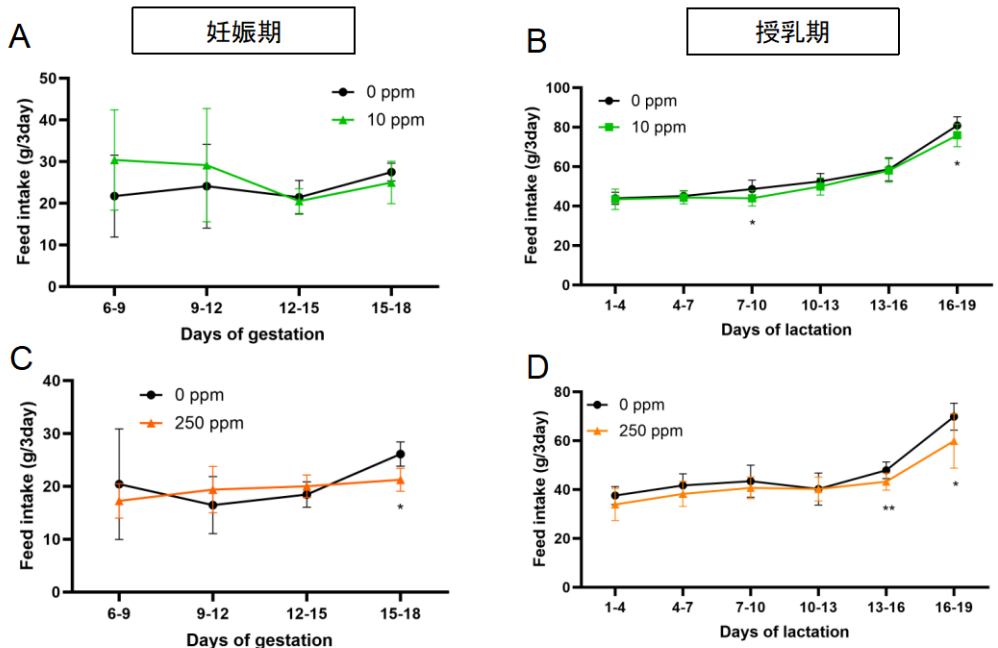 A
妊娠期
B
授乳期
Feed intake (g/3day)
50
40
30
20
10
0
0 ppm
10 ppm
6-9
9-12
12-15
15-18
Days of gestation
Feed intake (g/3day)
100
80
60
40
20
0
0 ppm
10 ppm
*
*
1-4
4-7
7-10
10-13
13-16
16-19
Days of lactation
C
Feed intake (g/3day)
40
30
20
10
0
0 ppm
250 ppm
*
6-9
9-12
12-15
15-18
Days of gestation
D
Feed intake (g/3day)
80
60
40
20
0
0 ppm
250 ppm
**
*
1-4
4-7
7-10
10-13
13-16
16-19
Days of lactation